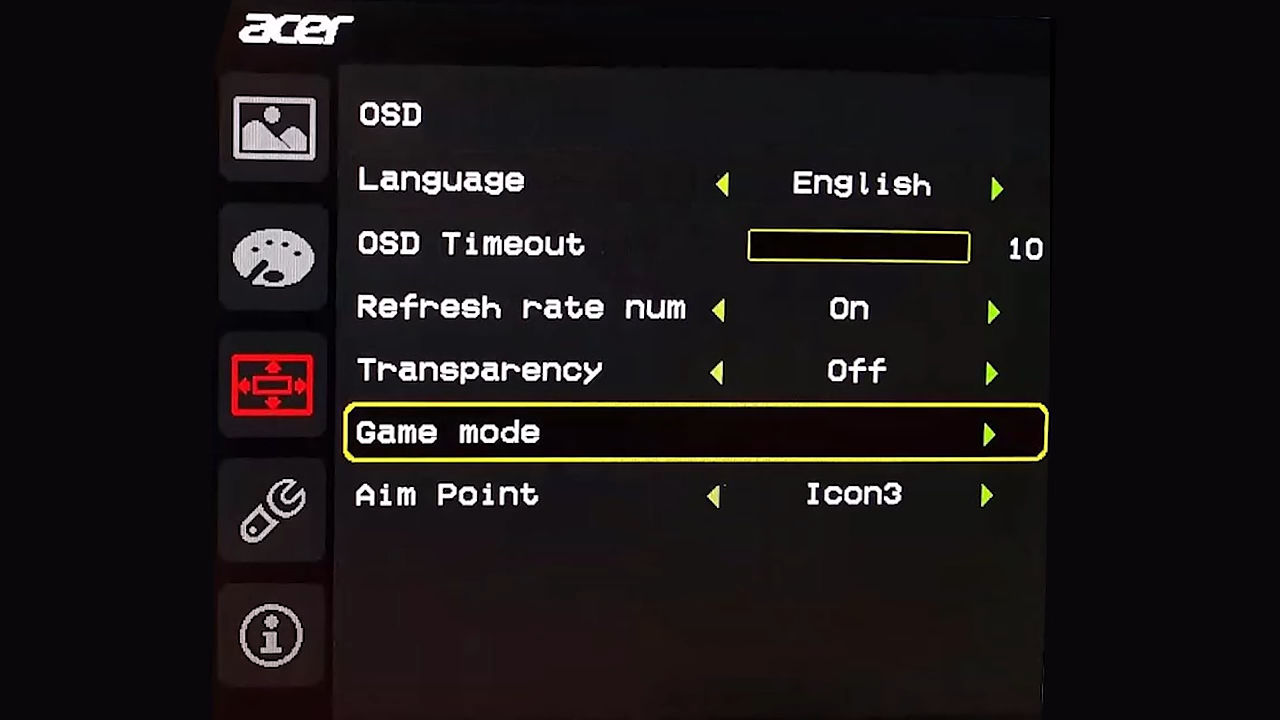 acer
OSD
Language English
OSD Timeout 10
Refresh rate num On
Transparency Off
Game mode
Aim Point Icon3